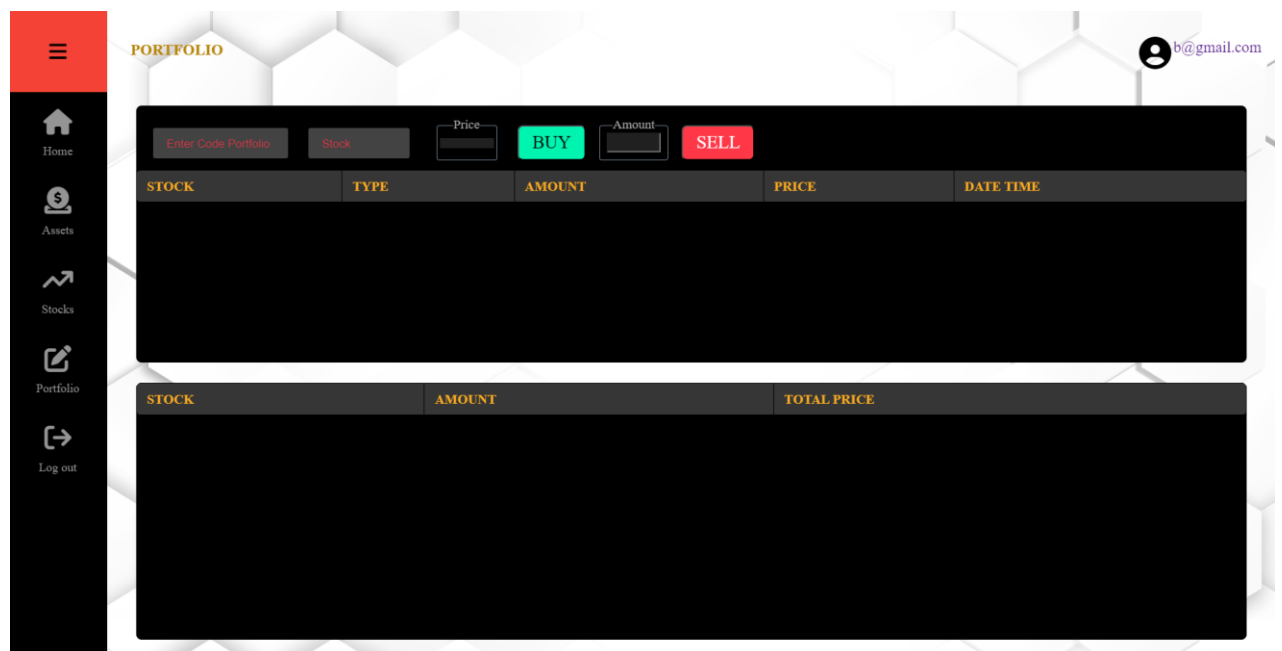 PORTFOLIO
b@gmail.com
Home
Assets
Stocks
Portfolio
Log out
Enter Code Portfolio
Stock
Price
BUY
Amount
SELL
STOCK TYPE AMOUNT PRICE DATE TIME
STOCK AMOUNT TOTAL PRICE